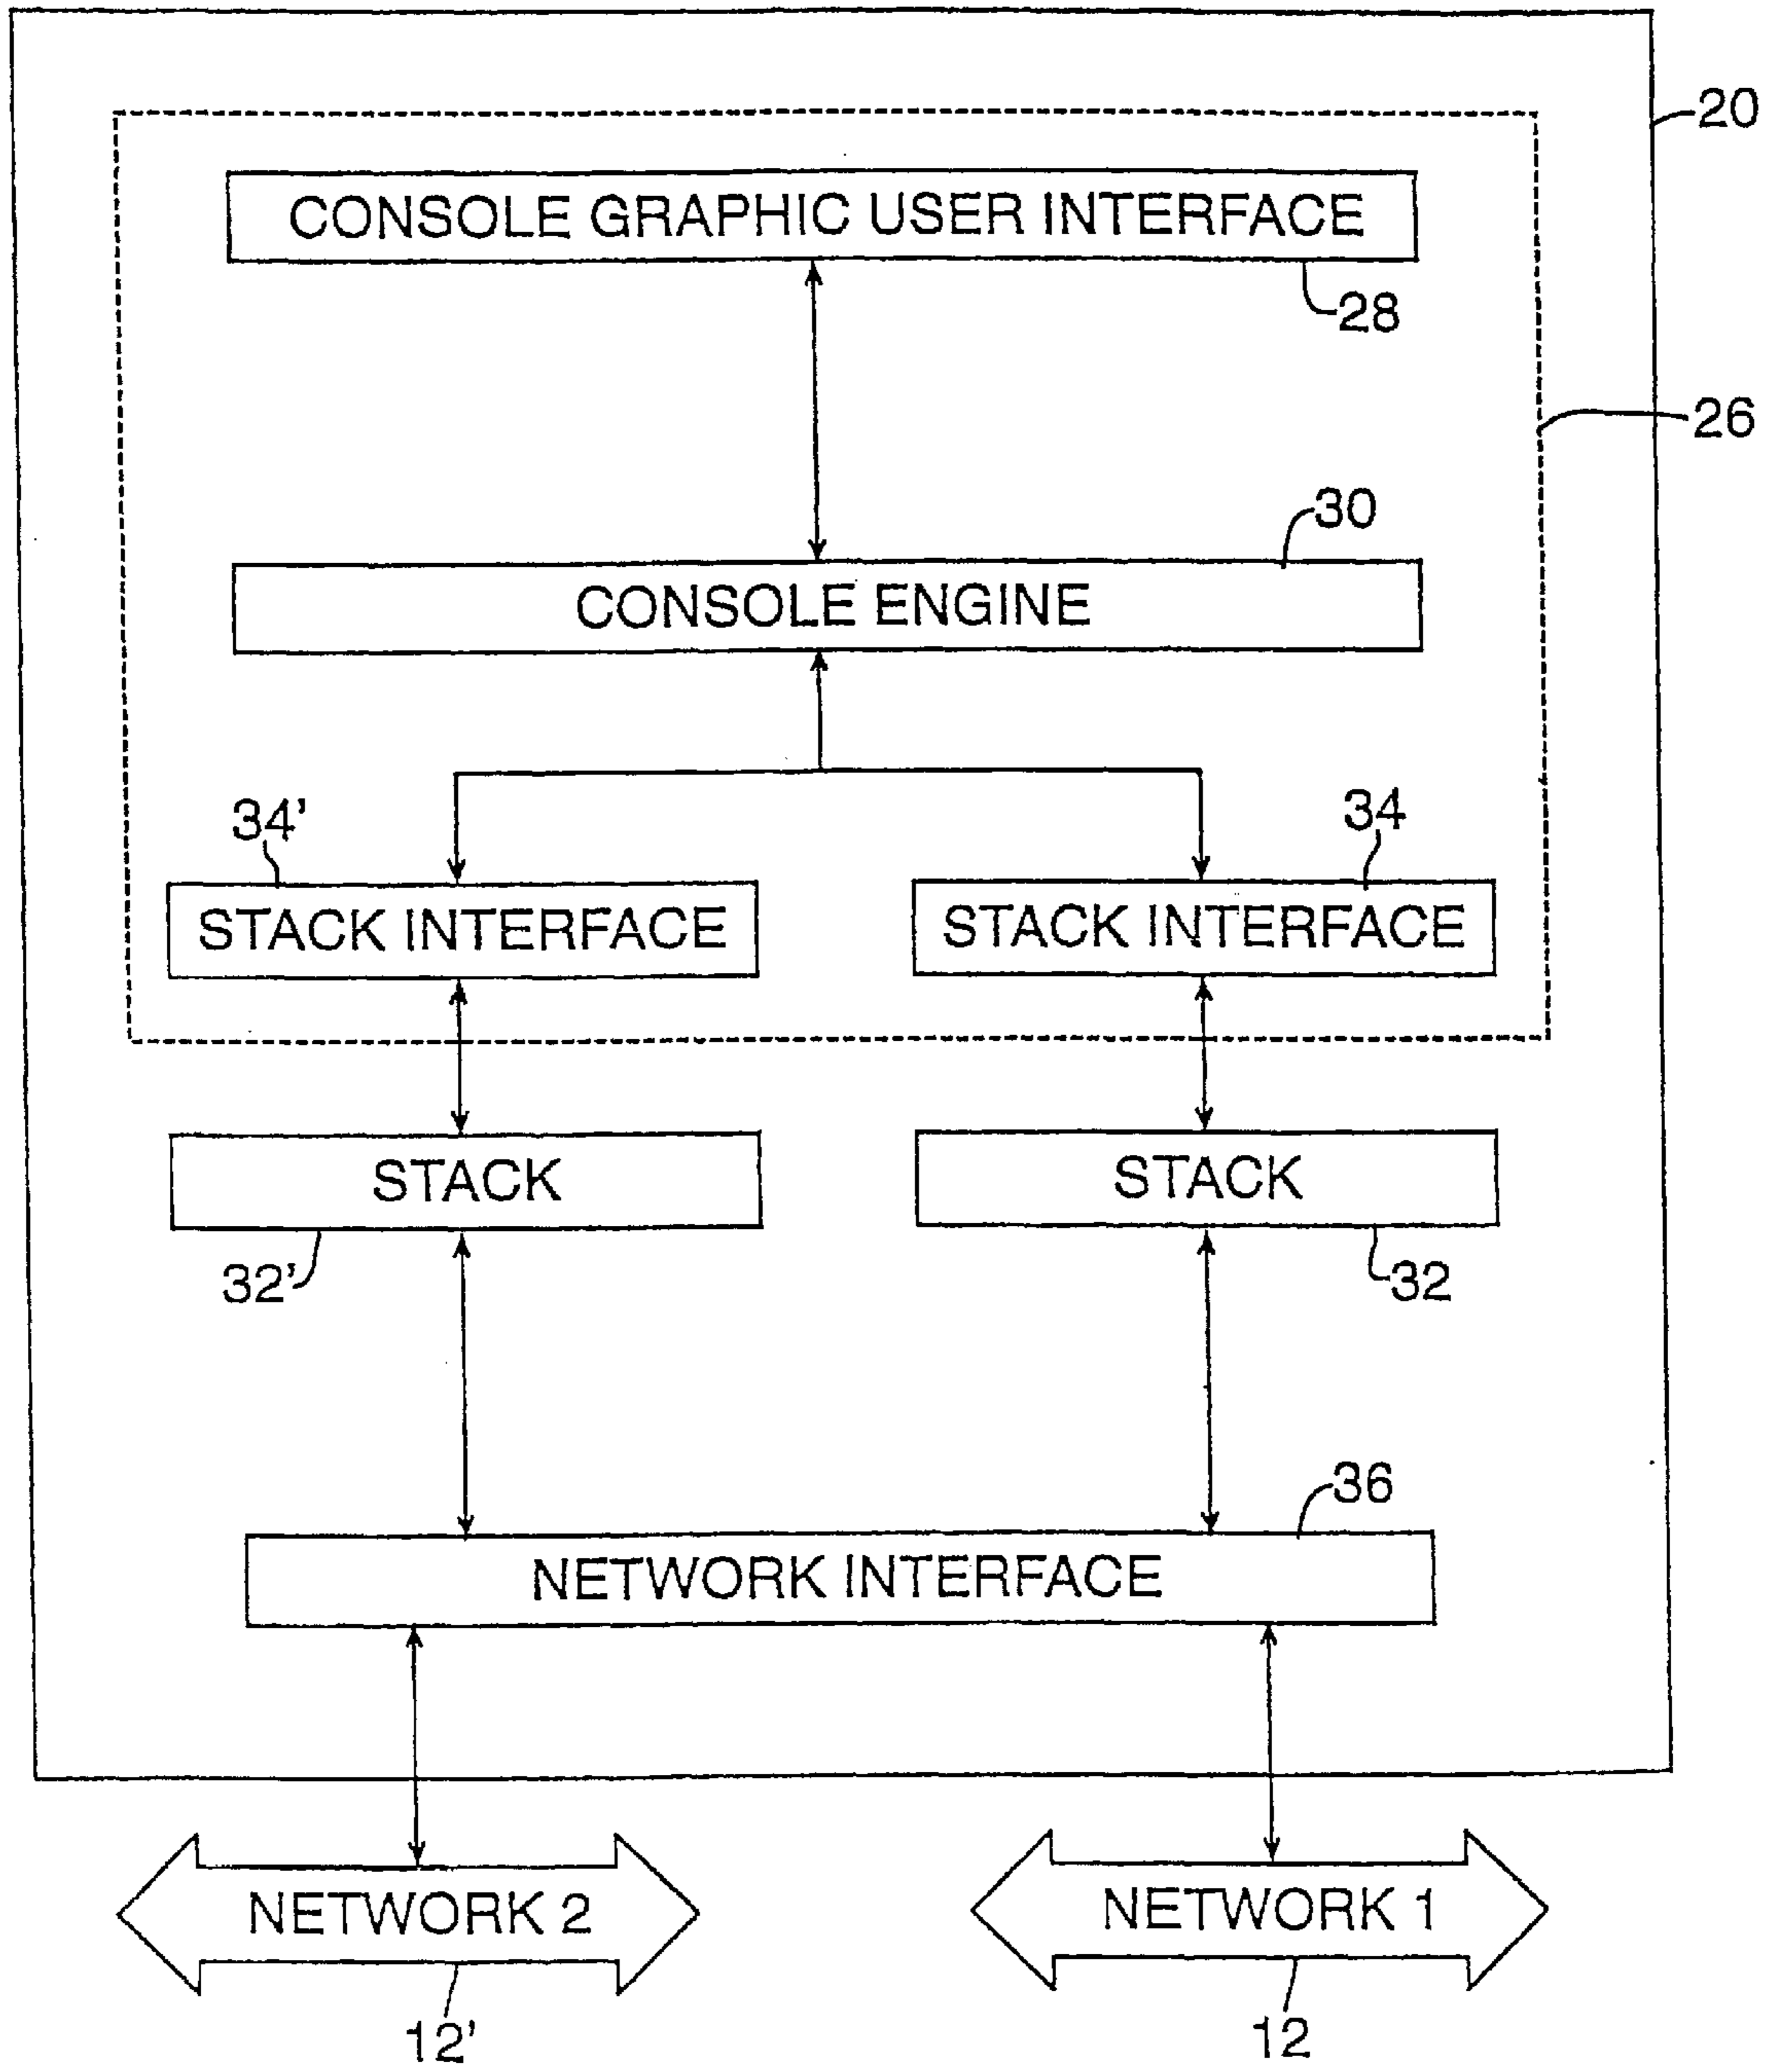 20
CONSOLE GRAPHIC USER INTERFACE
28
26
30
CONSOLE ENGINE
34'
34
STACK INTERFACE
STACK INTERFACE
STACK
STACK
32'
32
36
NETWORK INTERFACE
NETWORK 2
NETWORK 1
12'
12